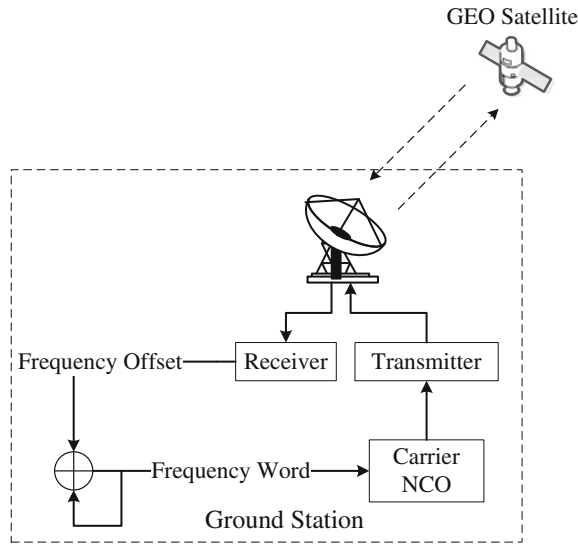 GEO Satellite
Frequency Offset
Receiver
Transmitter
Frequency Word
Carrier
NCO
Ground Station